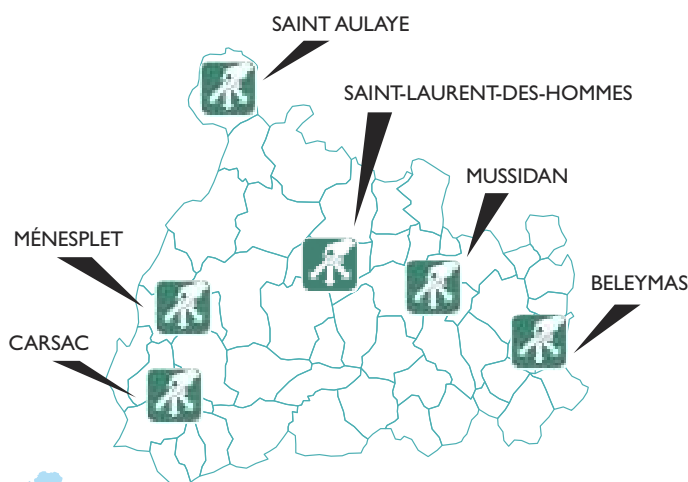 SAINT AULAYE
SAINT-LAURENT-DES-HOMMES
MUSSIDAN
MÉNESPLET
BELEYMAS
CARSAC